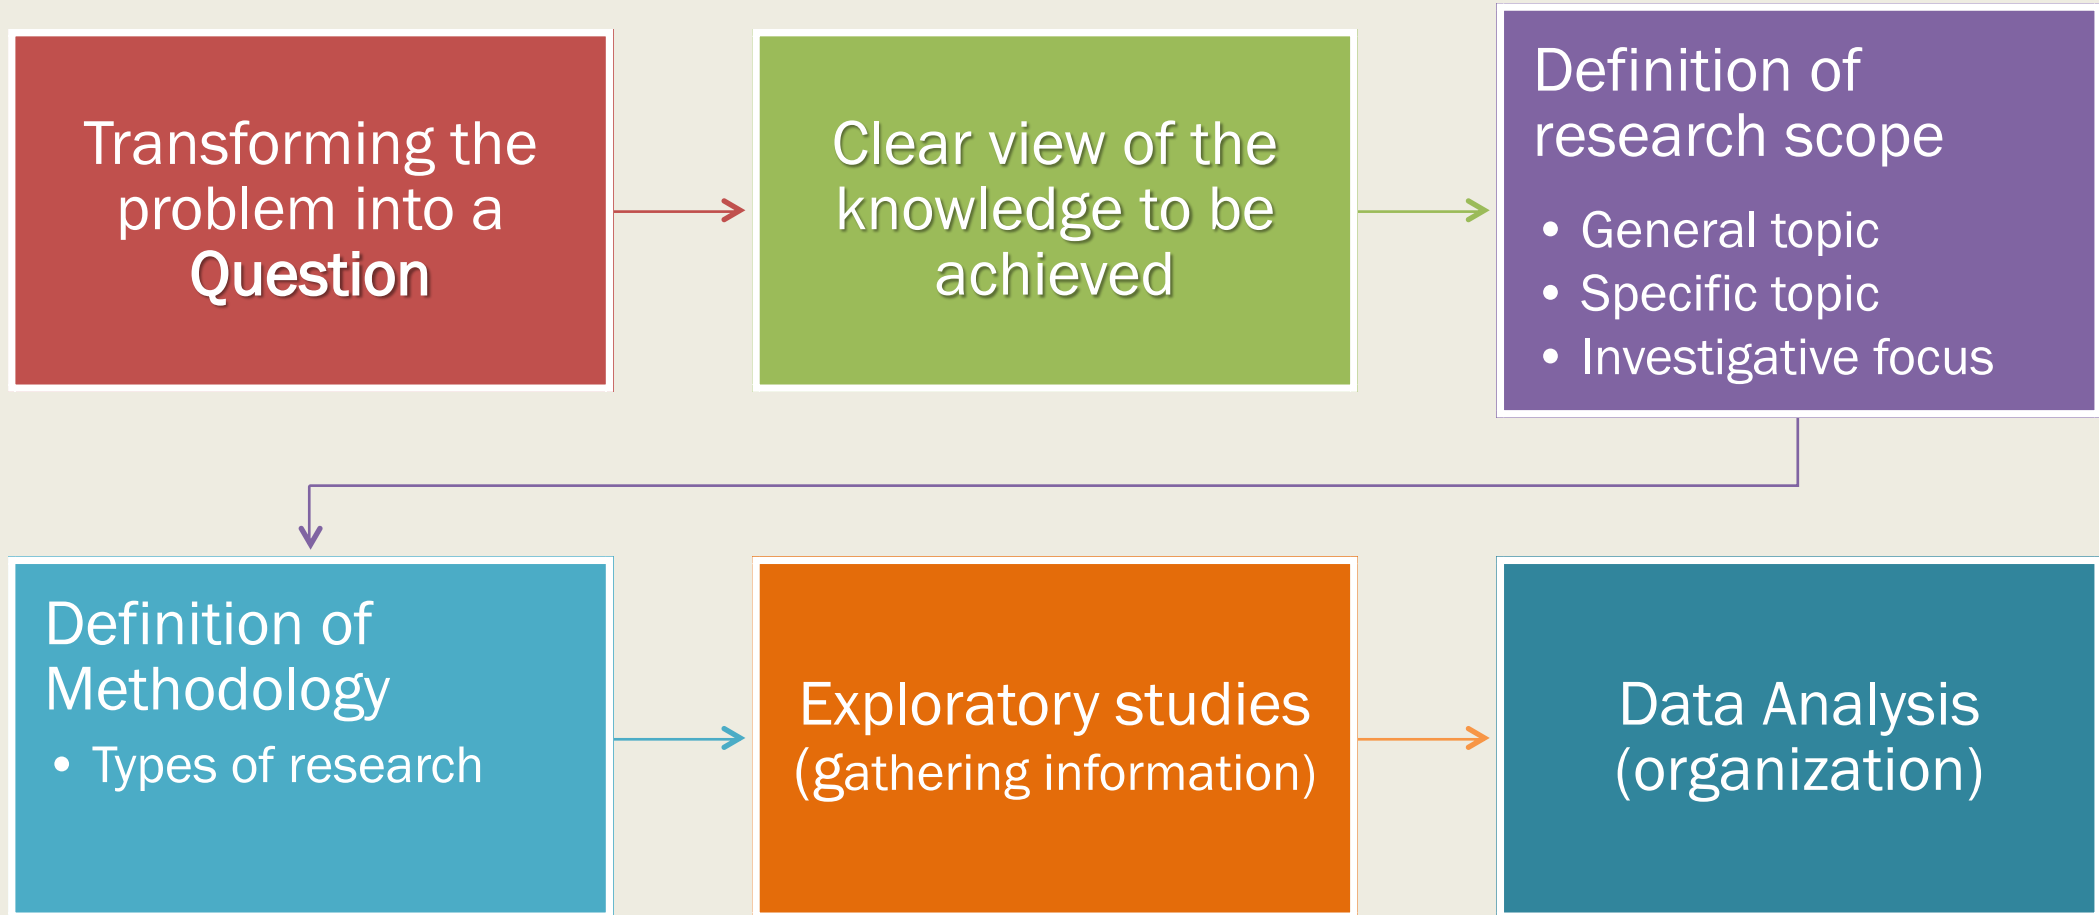 Transforming the
problem into a
Question
Clear view of the
knowledge to be
achieved
Definition of
research scope
• General topic
• Specific topic
• Investigative focus
Definition of
Methodology
• Types of research
Exploratory studies
(gathering information)
Data Analysis
(organization)